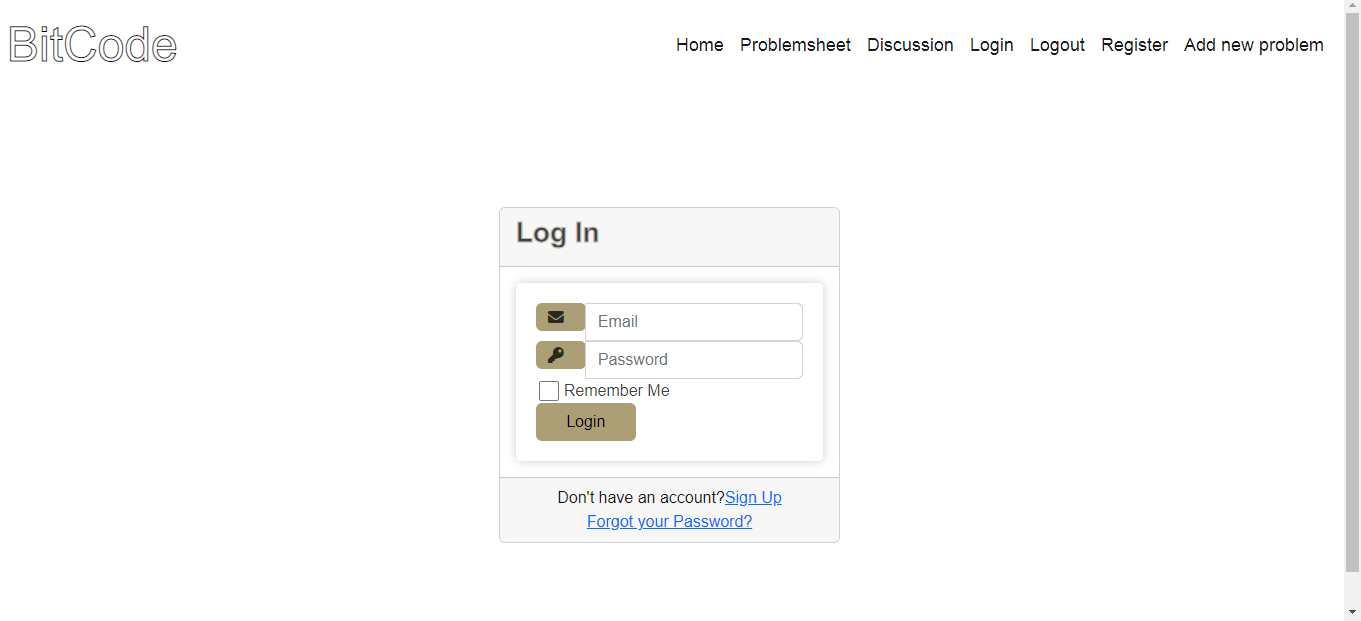 BitCode
Home Problemsheet Discussion Login Logout Register Add new problem
Log In
Email
Password
Remember Me
Login
Don't have an account?Sign Up
Forgot your Password?